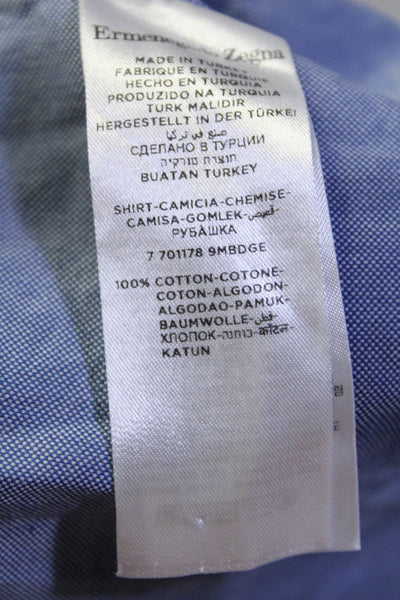 Ermenegildo Zegna
MADE IN TURKEY
FABRIQUE EN TURQUIE
HECHO EN TURQUIA
PRODUZIDO NA TURQUIA
TURK MALIDIR
HERGESTELLT IN DER TÜRKEI
صنع في تركيا
СДЕЛАНО В ТУРЦИИ
תוצרת טורקיה
BUATAN TURKEY
SHIRT-CAMICIA-CHEMISE-
CAMISA-GOMLEK-قميص-
РУБАШКА
7 701178 9MBDGE
100% COTTON-COTONE-
COTON-ALGODON-
ALGODAO-PAMUK-
BAUMWOLLE-قطن-
ХЛОПОК-כותנה-कॉटन-
KATUN